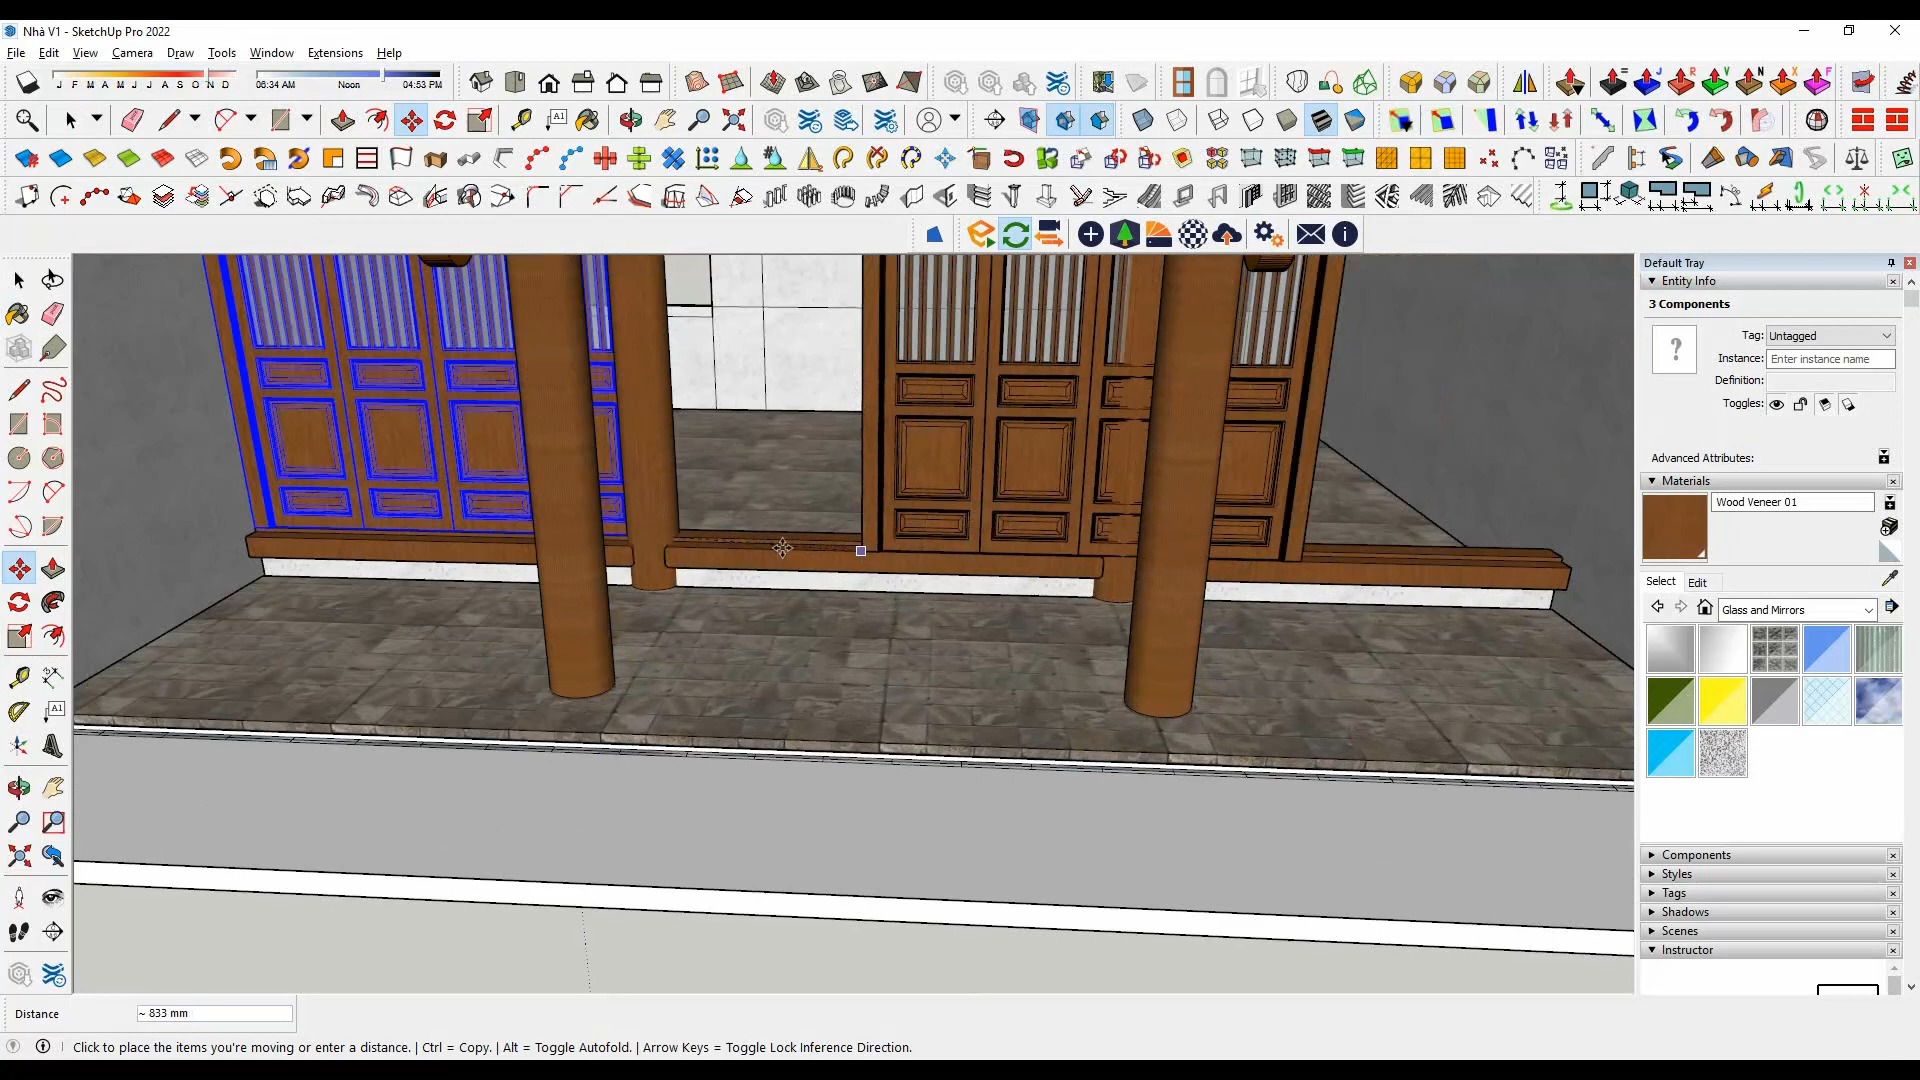 Nhà V1 - SketchUp Pro 2022
File Edit View Camera Draw Tools Window Extensions Help
J F M A M J J A S O N D
06:34 AM Noon 04:53 PM
A1
Default Tray
Entity Info
3 Components
?
Tag: Untagged
Instance: Enter instance name
Definition:
Toggles:
Advanced Attributes:
Materials
Wood Veneer 01
Select Edit
Glass and Mirrors
A1
Components
Styles
Tags
Shadows
Scenes
Instructor
Distance ~ 833 mm
Click to place the items you're moving or enter a distance. | Ctrl = Copy. | Alt = Toggle Autofold. | Arrow Keys = Toggle Lock Inference Direction.